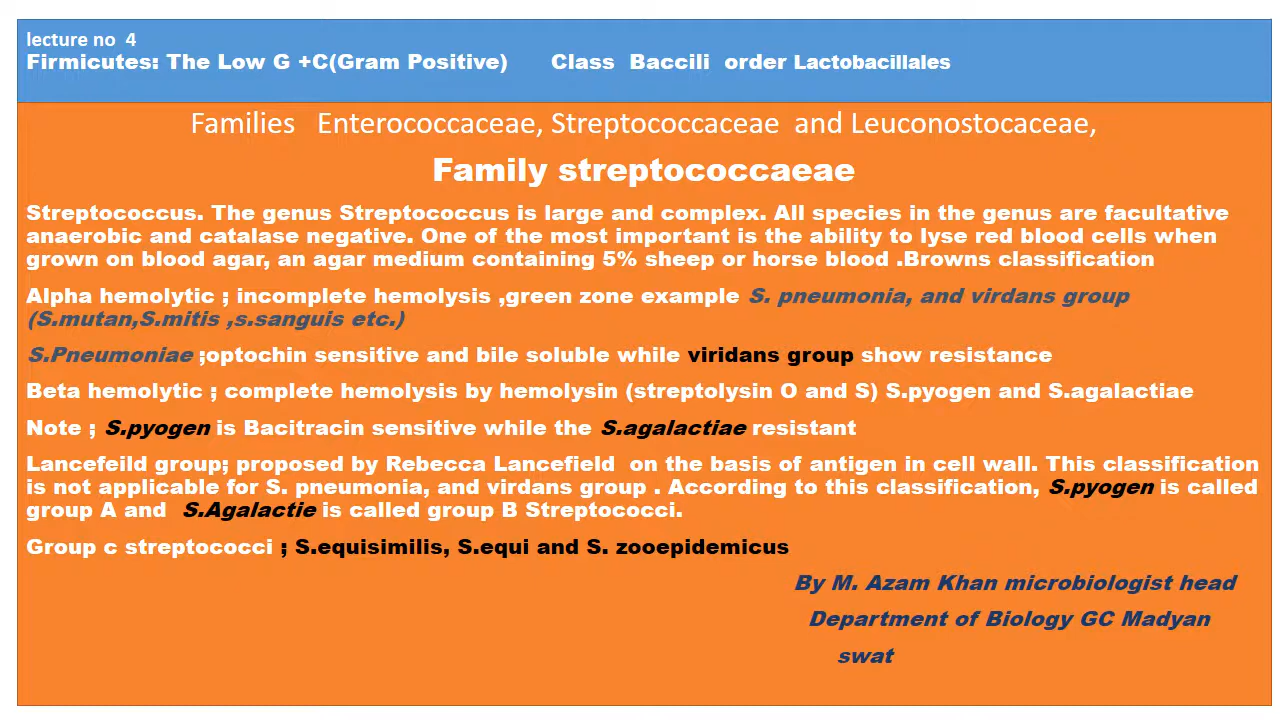 lecture no 4
Firmicutes: The Low G +C(Gram Positive) Class Baccili order Lactobacillales
Families Enterococcaceae, Streptococcaceae and Leuconostocaceae,
Family streptococcaeae
Streptococcus. The genus Streptococcus is large and complex. All species in the genus are facultative
anaerobic and catalase negative. One of the most important is the ability to lyse red blood cells when
grown on blood agar, an agar medium containing 5% sheep or horse blood .Browns classification
Alpha hemolytic ; incomplete hemolysis ,green zone example S. pneumonia, and virdans group
(S.mutan,S.mitis ,s.sanguis etc.)
S.Pneumoniae ;optochin sensitive and bile soluble while viridans group show resistance
Beta hemolytic ; complete hemolysis by hemolysin (streptolysin O and S) S.pyogen and S.agalactiae
Note ; S.pyogen is Bacitracin sensitive while the S.agalactiae resistant
Lancefeild group; proposed by Rebecca Lancefield on the basis of antigen in cell wall. This classification
is not applicable for S. pneumonia, and virdans group . According to this classification, S.pyogen is called
group A and S.Agalactie is called group B Streptococci.
Group c streptococci ; S.equisimilis, S.equi and S. zooepidemicus
By M. Azam Khan microbiologist head
Department of Biology GC Madyan
swat